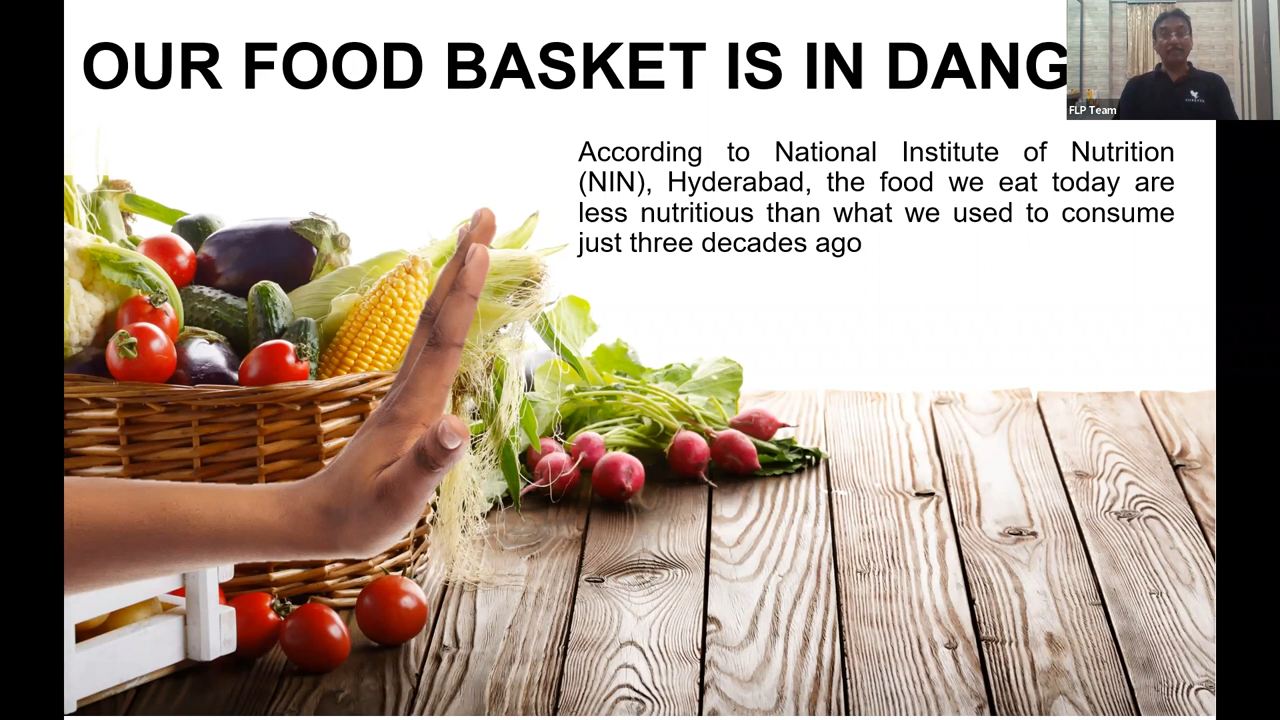 OUR FOOD BASKET IS IN DANG
FLP Team
According to National Institute of Nutrition
(NIN), Hyderabad, the food we eat today are
less nutritious than what we used to consume
just three decades ago